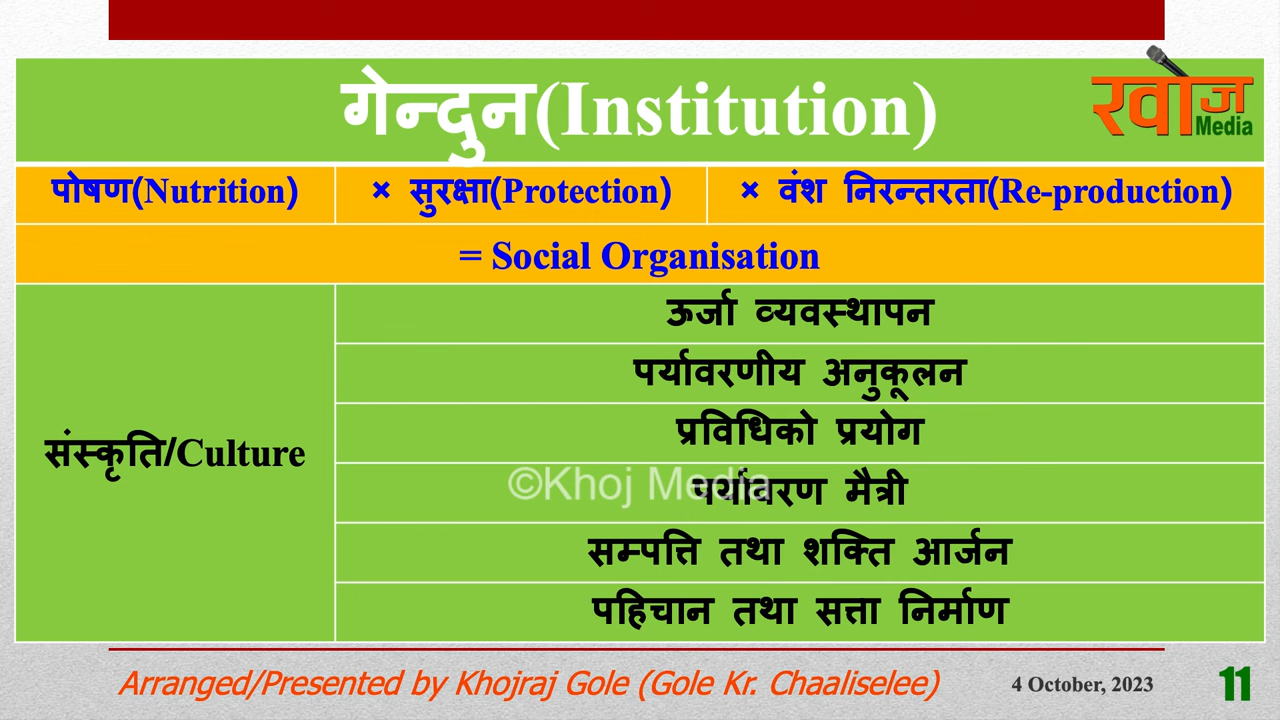 गेन्दुन(Institution)
खोज
Media
पोषण(Nutrition)
× सुरक्षा(Protection)
× वंश निरन्तरता(Re-production)
= Social Organisation
संस्कृति/Culture
ऊर्जा व्यवस्थापन
पर्यावरणीय अनुकूलन
प्रविधिको प्रयोग
पर्यावरण मैत्री
©Khoj Media
सम्पत्ति तथा शक्ति आर्जन
पहिचान तथा सत्ता निर्माण
Arranged/Presented by Khojraj Gole (Gole Kr. Chaaliselee)
4 October, 2023
11